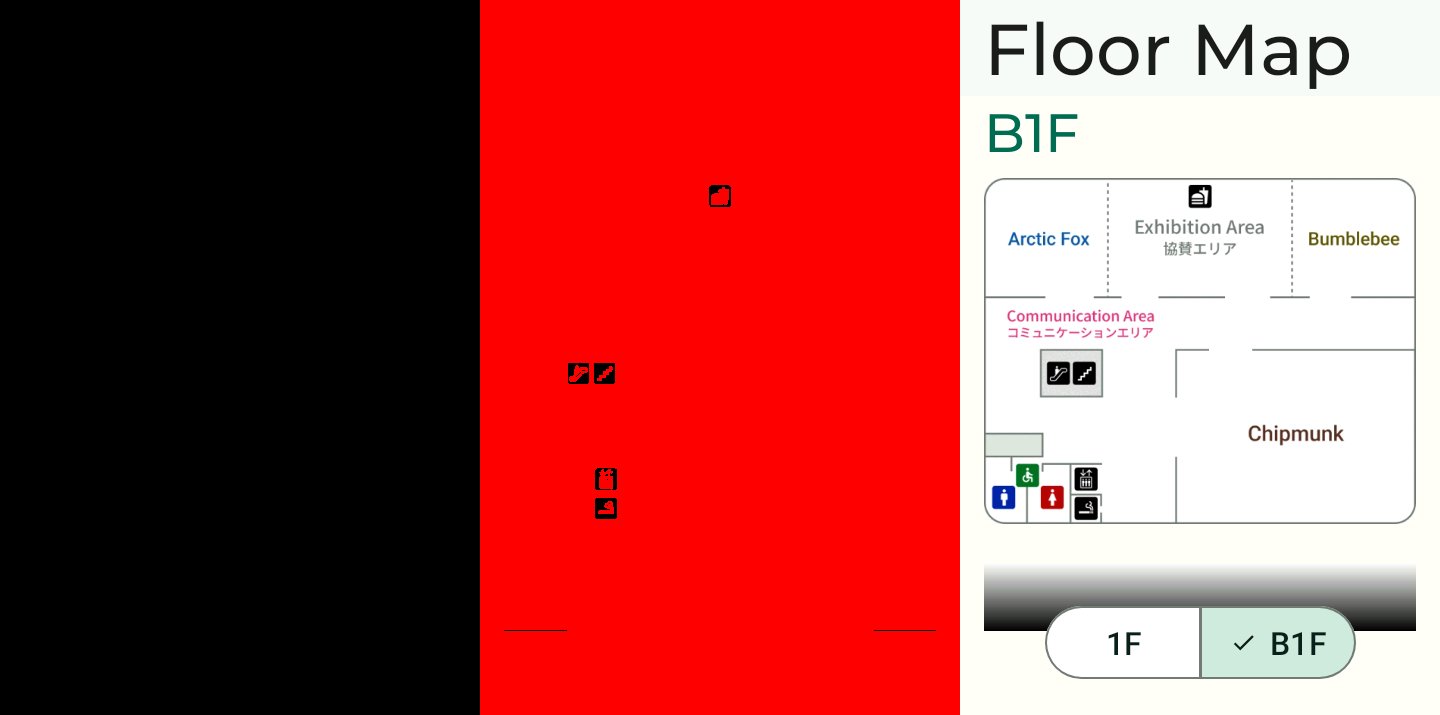 Floor Map
B1F
Arctic Fox
Exhibition Area
協賛エリア
Bumblebee
Communication Area
コミュニケーションエリア
Chipmunk
1F
B1F